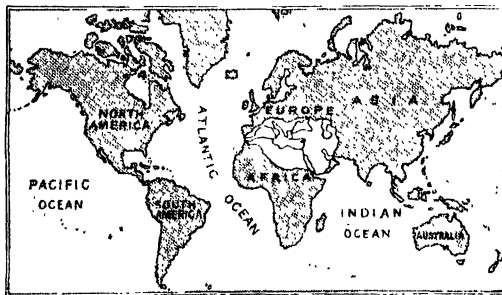 NORTH
AMERICA
ATLANTIC
OCEAN
EUROPE
ASIA
AFRICA
PACIFIC
OCEAN
SOUTH
AMERICA
INDIAN
OCEAN
AUSTRALIA